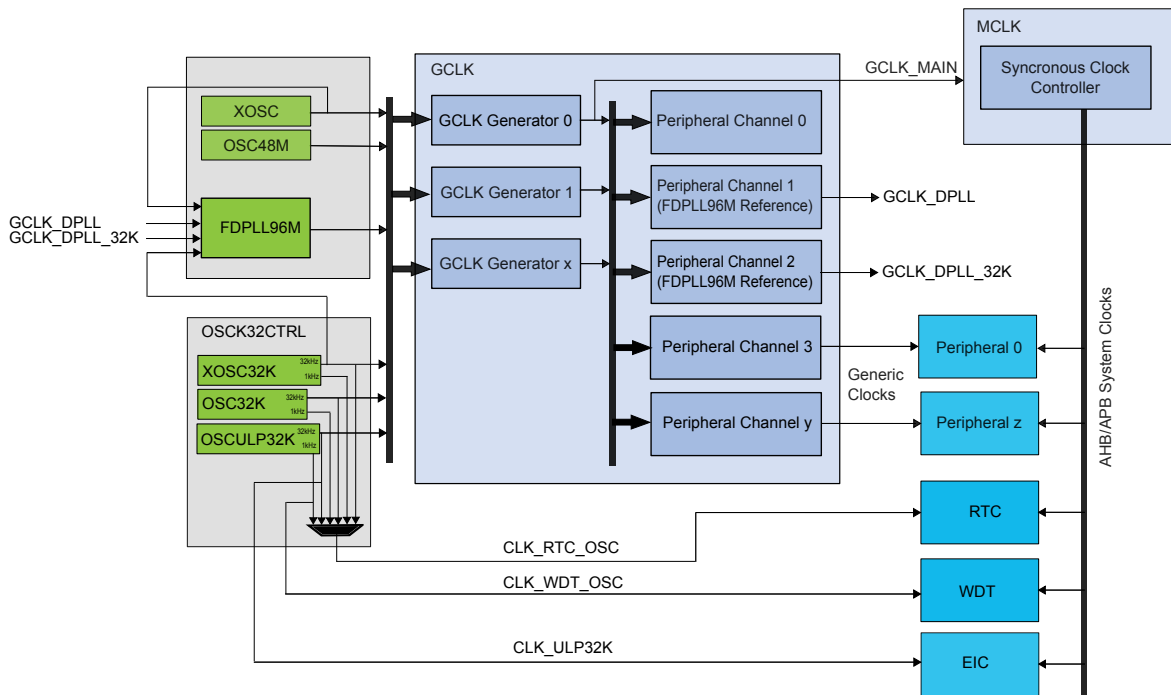 MCLK
Syncronous Clock
Controller
GCLK_MAIN
GCLK
XOSC
OSC48M
FDPLL96M
GCLK_DPLL
GCLK_DPLL_32K
GCLK Generator 0
GCLK Generator 1
GCLK Generator x
Peripheral Channel 0
Peripheral Channel 1
(FDPLL96M Reference)
GCLK_DPLL
Peripheral Channel 2
(FDPLL96M Reference)
GCLK_DPLL_32K
Peripheral Channel 3
Peripheral Channel y
Generic
Clocks
Peripheral 0
Peripheral z
AHB/APB System Clocks
OSCK32CTRL
XOSC32K
32kHz
1kHz
OSC32K
32kHz
1kHz
OSCULP32K
32kHz
1kHz
CLK_RTC_OSC
RTC
CLK_WDT_OSC
WDT
CLK_ULP32K
EIC